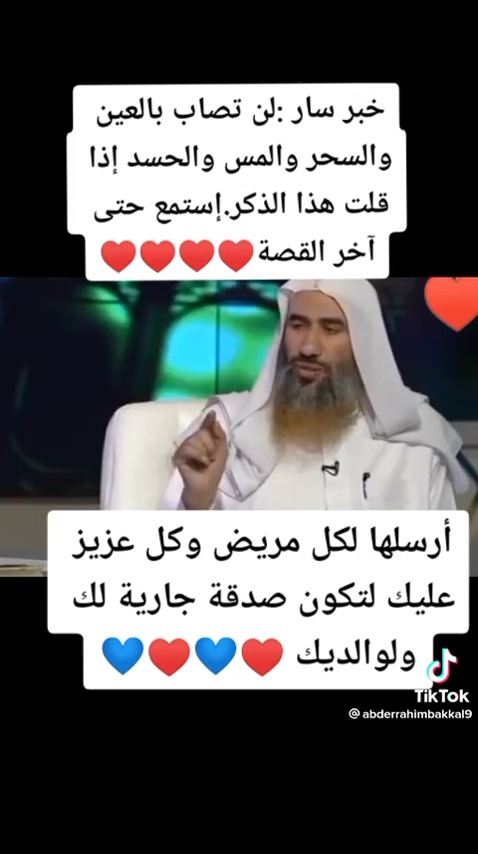 خبر سار :لن تصاب بالعين
والسحر والمس والحسد إذا
قلت هذا الذكر.إستمع حتى
آخر القصة♥️♥️♥️♥️
أرسلها لكل مريض وكل عزيز
عليك لتكون صدقة جارية لك
ولوالديك ♥️💙♥️💙
TikTok
@abderrahimbakkal9